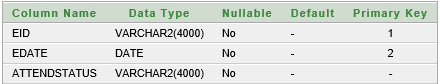 Column Name Data Type Nullable Default Primary Key
EID VARCHAR2(4000) No - 1
EDATE DATE No - 2
ATTENDSTATUS VARCHAR2(4000) No - -